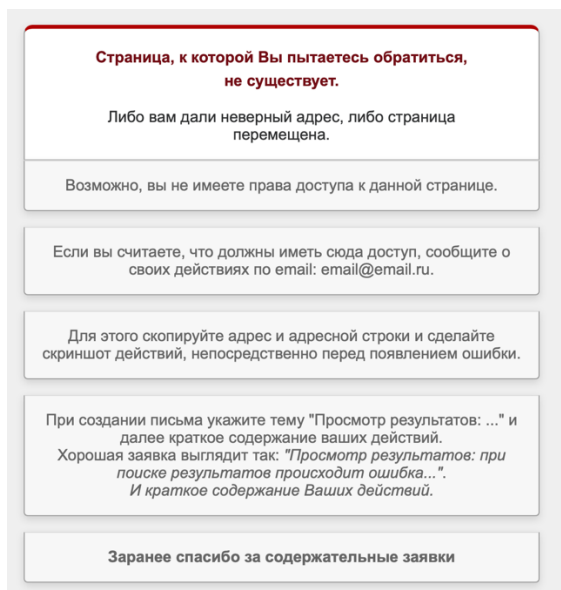 Страница, к которой Вы пытаетесь обратиться,
не существует.
Либо вам дали неверный адрес, либо страница
перемещена.
Возможно, вы не имеете права доступа к данной странице.
Если вы считаете, что должны иметь сюда доступ, сообщите о
своих действиях по email: email@email.ru.
Для этого скопируйте адрес и адресной строки и сделайте
скриншот действий, непосредственно перед появлением ошибки.
При создании письма укажите тему "Просмотр результатов: ..." и
далее краткое содержание ваших действий.
Хорошая заявка выглядит так: "Просмотр результатов: при
поиске результатов происходит ошибка...".
И краткое содержание Ваших действий.
Заранее спасибо за содержательные заявки